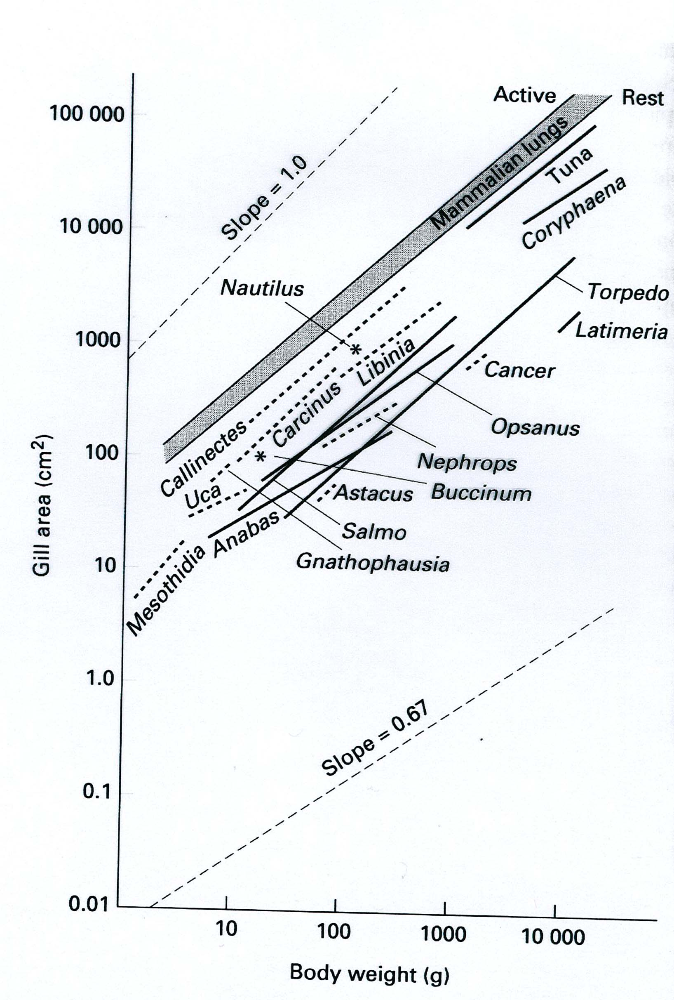 Active
Rest
100 000
Mammalian lungs
Tuna
Slope = 1.0
Coryphaena
10 000
Nautilus
Torpedo
1000
Latimeria
Libinia
Cancer
Carcinus
Callinectes
Opsanus
Gill area (cm²)
100
Nephrops
Uca
Astacus
Buccinum
Anabas
Salmo
Mesothidia
10
Gnathophausia
1.0
Slope = 0.67
0.1
0.01
10
100
1000
10 000
Body weight (g)
*
*